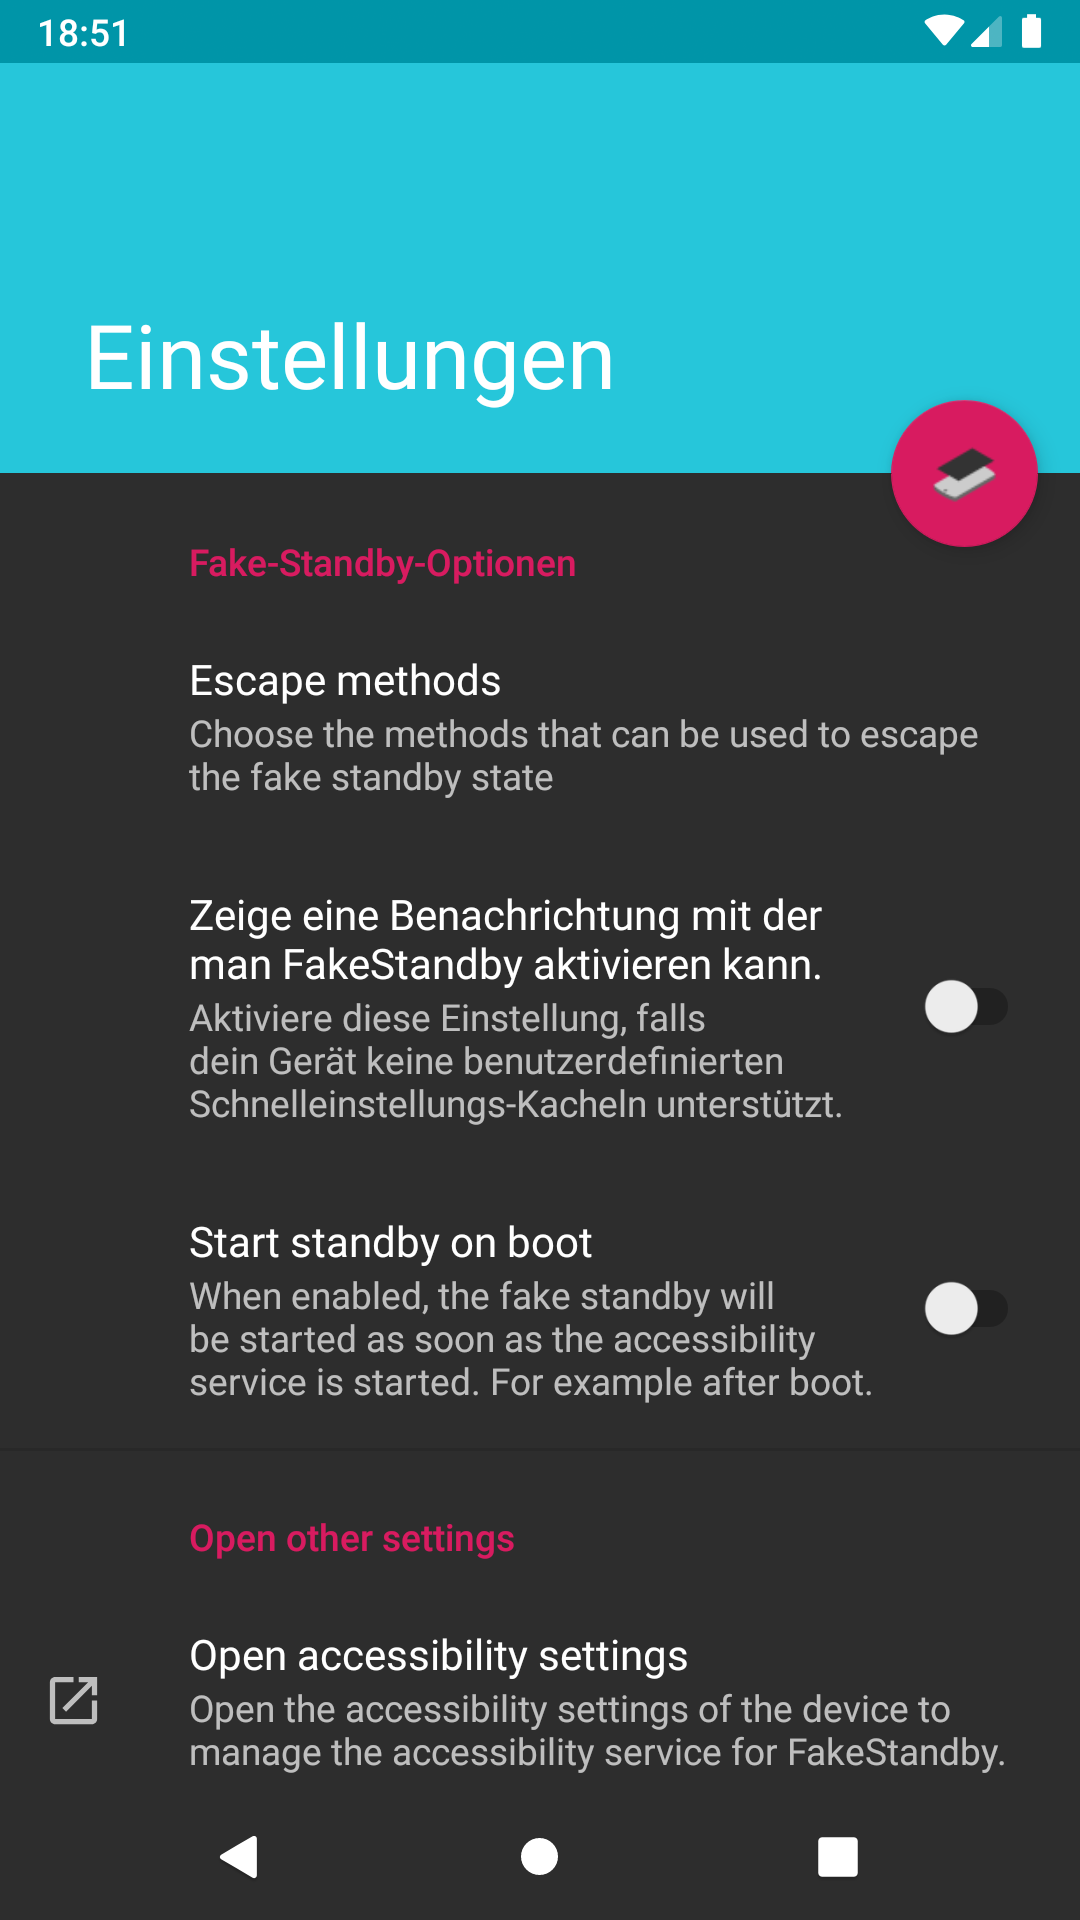 18:51
Einstellungen
Fake-Standby-Optionen
Escape methods
Choose the methods that can be used to escape
the fake standby state
Zeige eine Benachrichtung mit der
man FakeStandby aktivieren kann.
Aktiviere diese Einstellung, falls
dein Gerät keine benutzerdefinierten
Schnelleinstellungs-Kacheln unterstützt.
Start standby on boot
When enabled, the fake standby will
be started as soon as the accessibility
service is started. For example after boot.
Open other settings
Open accessibility settings
Open the accessibility settings of the device to
manage the accessibility service for FakeStandby.